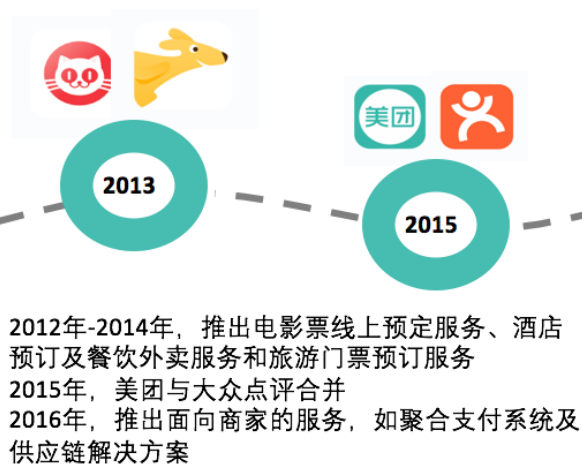 美团
2013
2015
2012年-2014年，推出电影票线上预定服务、酒店
预订及餐饮外卖服务和旅游门票预订服务
2015年，美团与大众点评合并
2016年，推出面向商家的服务，如聚合支付系统及
供应链解决方案